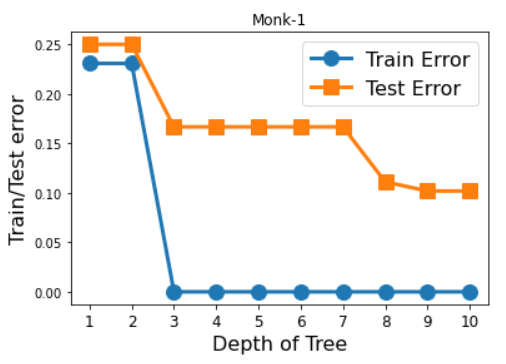 Monk-1
Train/Test error
0.25
0.20
0.15
0.10
0.05
0.00
Train Error
Test Error
1 2 3 4 5 6 7 8 9 10
Depth of Tree